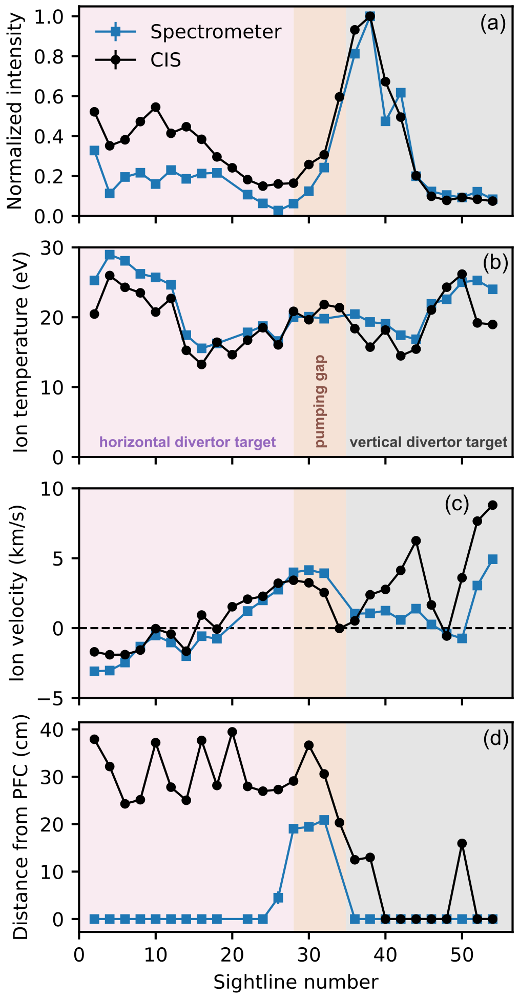 Normalized intensity
1.0
0.8
0.6
0.4
0.2
0.0
Spectrometer
CIS
(a)
Ion temperature (eV)
30
20
10
0
(b)
pumping gap
horizontal divertor target
vertical divertor target
Ion velocity (km/s)
10
5
0
−5
(c)
Distance from PFC (cm)
40
30
20
10
0
(d)
0 10 20 30 40 50
Sightline number